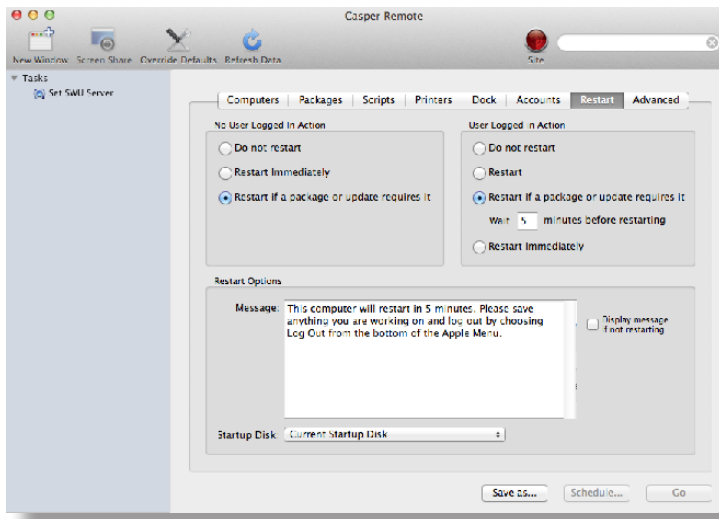 Casper Remote
New Window Screen Share Override Defaults Refresh Data Site
Tasks
Set SWU Server
Computers Packages Scripts Printers Dock Accounts Restart Advanced
No User Logged In Action
Do not restart
Restart Immediately
Restart if a package or update requires it
User Logged In Action
Do not restart
Restart
Restart if a package or update requires it
Wait 5 minutes before restarting
Restart Immediately
Restart Options
Message: This computer will restart in 5 minutes. Please save
anything you are working on and log out by choosing
Log Out from the bottom of the Apple Menu.
Display message
if not restarting
Startup Disk: Current Startup Disk
Save as... Schedule... Go